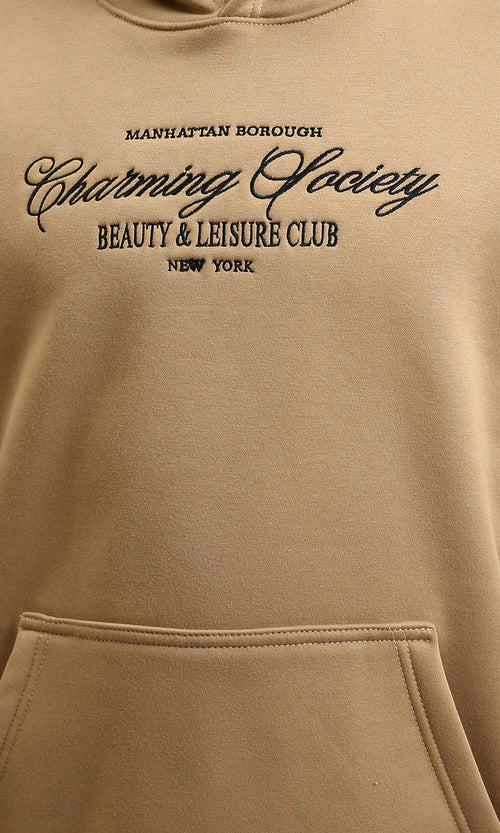 MANHATTAN BOROUGH
Charming Society
BEAUTY & LEISURE CLUB
NEW YORK